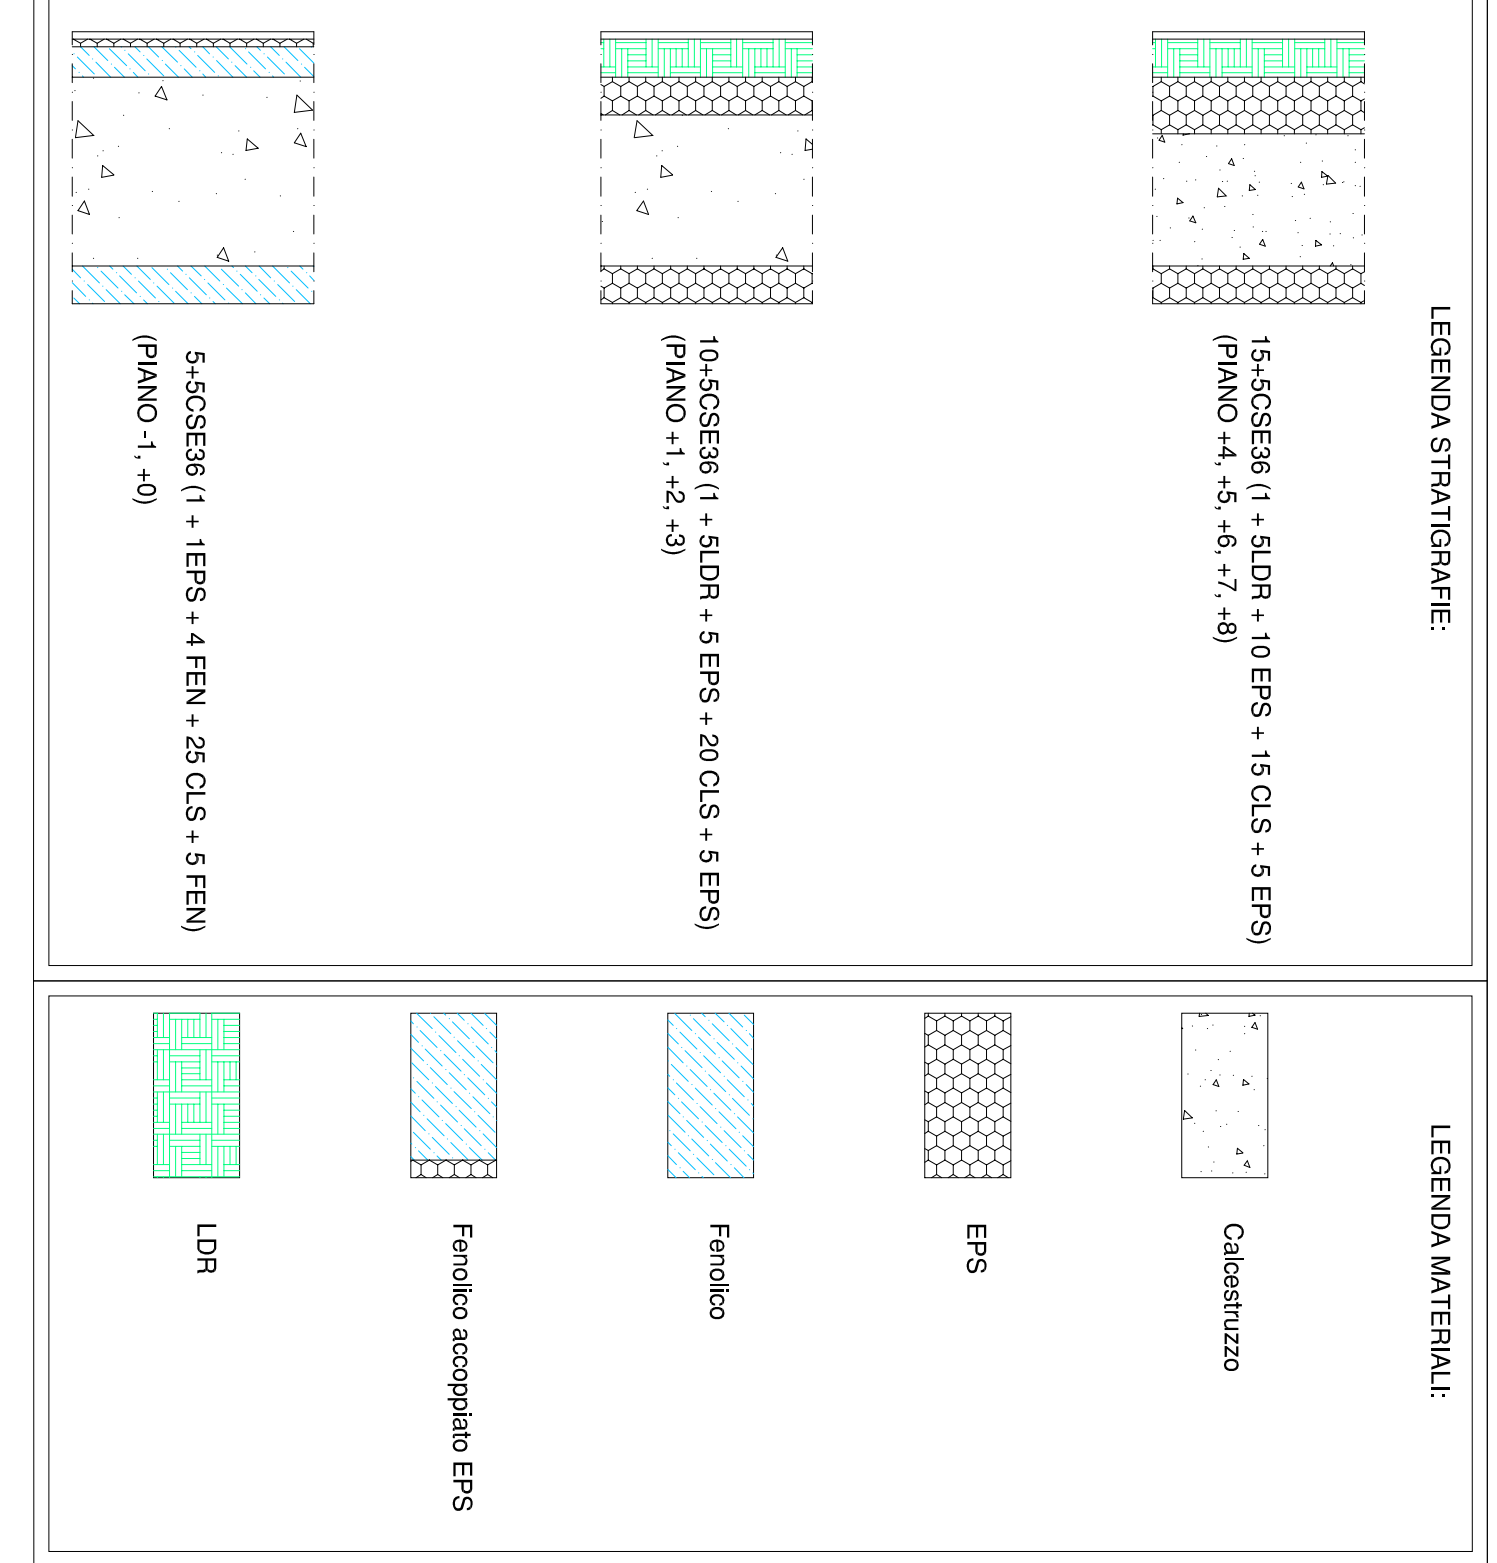 LEGENDA STRATIGRAFIE:
15+5CSE36 (1 + 5LDR + 10 EPS + 15 CLS + 5 EPS)
(PIANO +4, +5, +6, +7, +8)
10+5CSE36 (1 + 5LDR + 5 EPS + 20 CLS + 5 EPS)
(PIANO +1, +2, +3)
5+5CSE36 (1 + 1EPS + 4 FEN + 25 CLS + 5 FEN)
(PIANO -1, +0)
LEGENDA MATERIALI:
Calcestruzzo
EPS
Fenolico
Fenolico accoppiato EPS
LDR